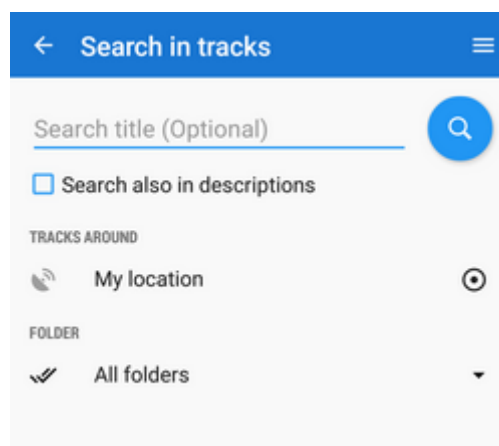 Search in tracks
Search title (Optional)
Search also in descriptions
TRACKS AROUND
My location
FOLDER
All folders